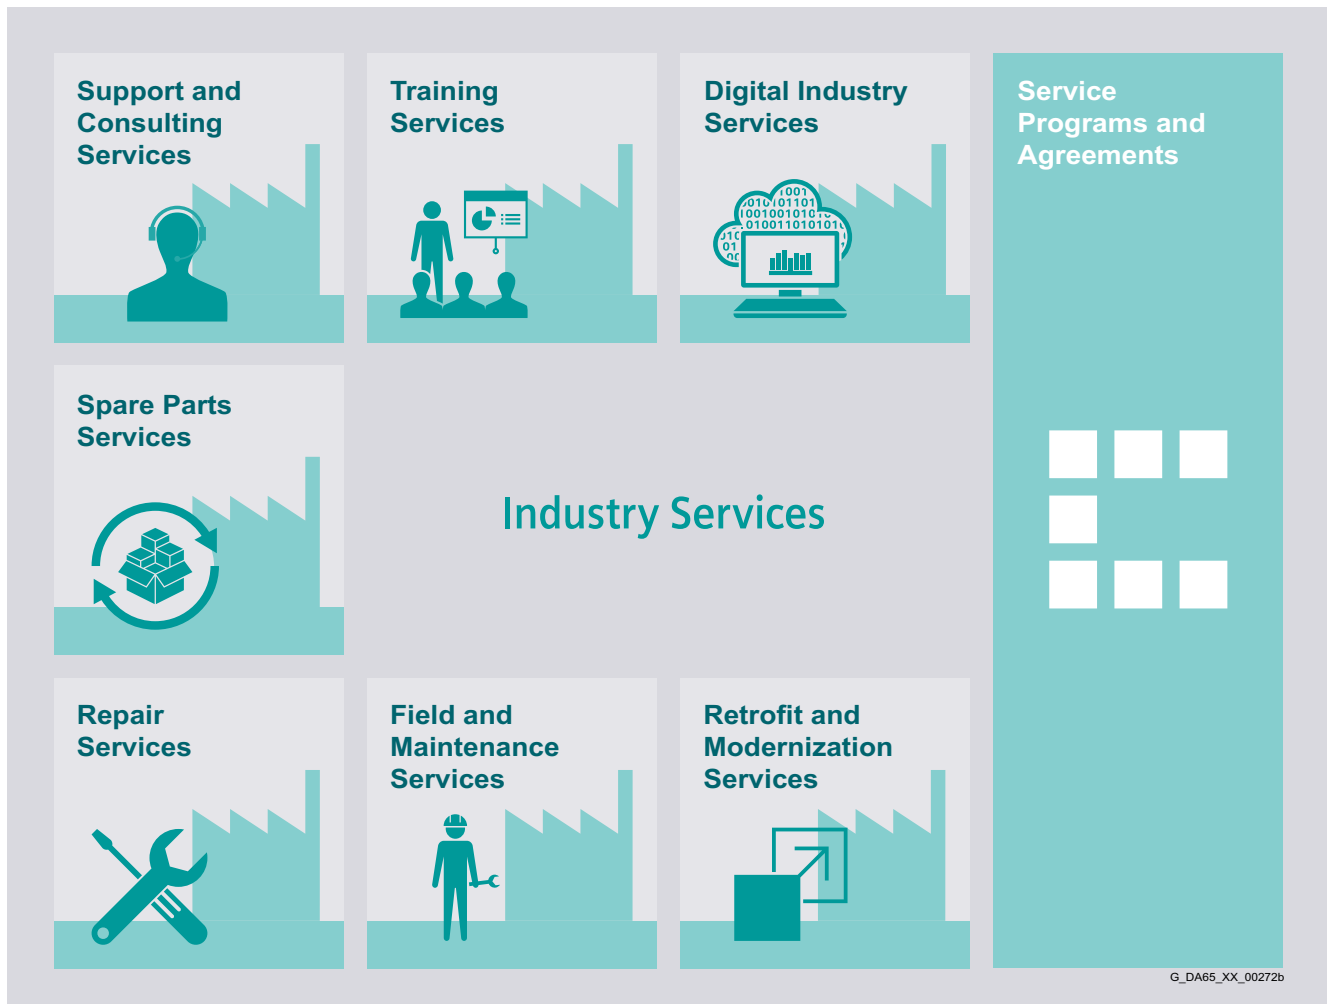 Support and
Consulting
Services
Training
Services
Digital Industry
Services
Service
Programs and
Agreements
Spare Parts
Services
Industry Services
Repair
Services
Field and
Maintenance
Services
Retrofit and
Modernization
Services
G_DA65_XX_00272b